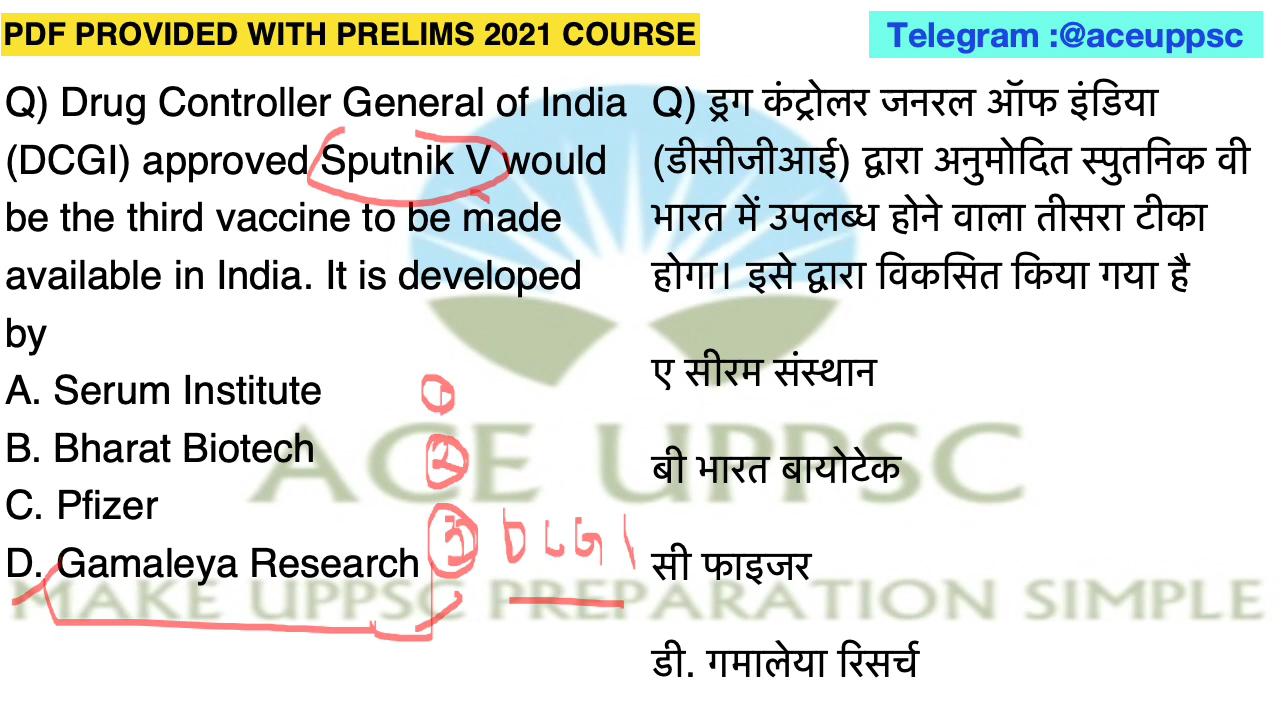 PDF PROVIDED WITH PRELIMS 2021 COURSE
Telegram :@aceuppsc
Q) Drug Controller General of India
(DCGI) approved Sputnik V would
be the third vaccine to be made
available in India. It is developed
by
A. Serum Institute
B. Bharat Biotech
C. Pfizer
D. Gamaleya Research
1
2
3 DCGI
Q) ड्रग कंट्रोलर जनरल ऑफ इंडिया
(डीसीजीआई) द्वारा अनुमोदित स्पुतनिक वी
भारत में उपलब्ध होने वाला तीसरा टीका
होगा। इसे द्वारा विकसित किया गया है
ए सीरम संस्थान
बी भारत बायोटेक
सी फाइजर
डी. गमालेया रिसर्च
ACE UPPSC
MAKE UPPSC PREPARATION SIMPLE